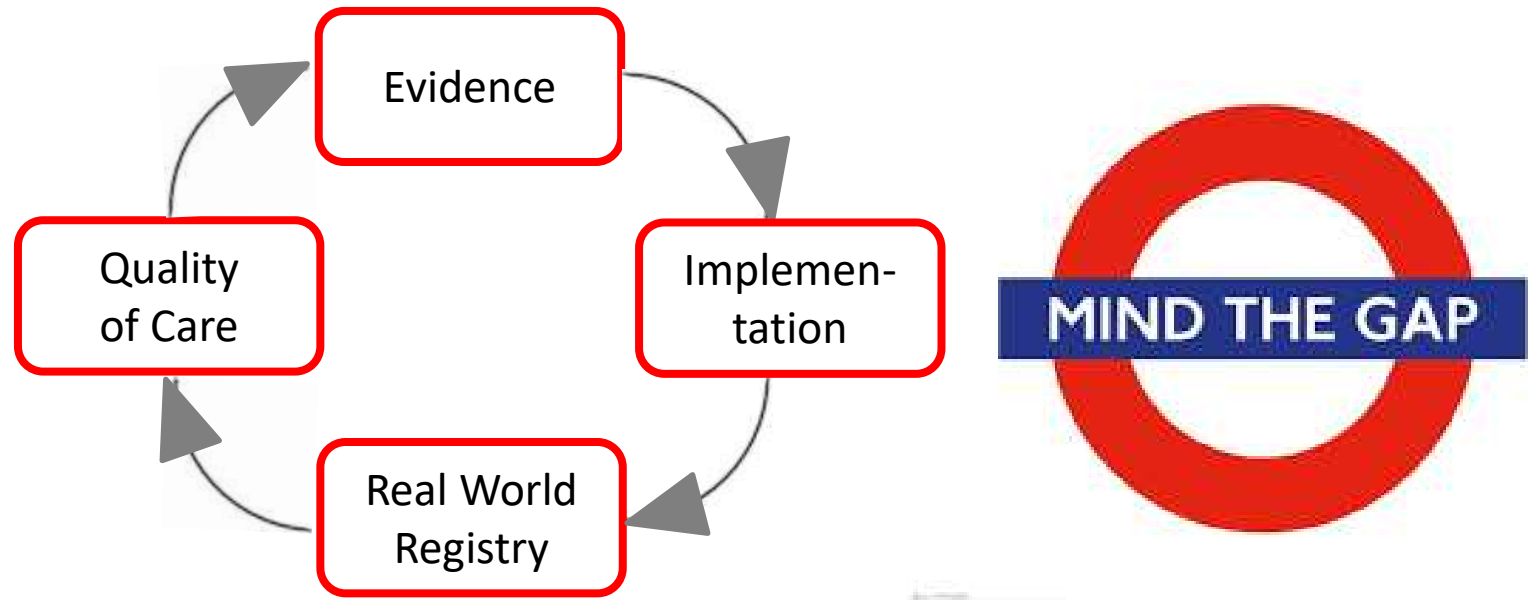 Evidence
Quality
of Care
Implemen-
tation
Real World
Registry
MIND THE GAP